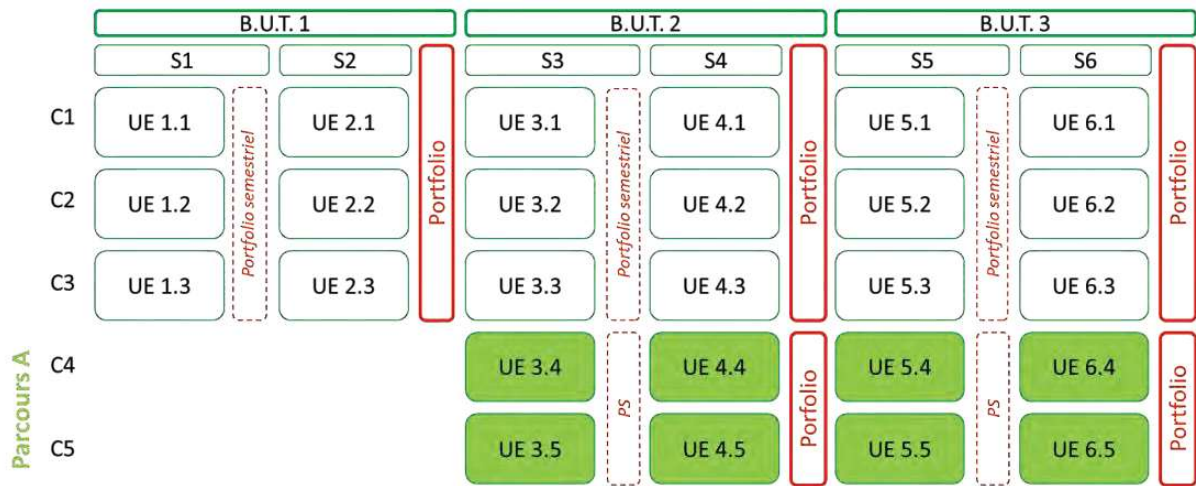 B.U.T. 1 B.U.T. 2 B.U.T. 3
S1 S2 S3 S4 S5 S6
C1 UE 1.1 UE 2.1 UE 3.1 UE 4.1 UE 5.1 UE 6.1
C2 UE 1.2 UE 2.2 UE 3.2 UE 4.2 UE 5.2 UE 6.2
C3 UE 1.3 UE 2.3 UE 3.3 UE 4.3 UE 5.3 UE 6.3
Portfolio semestriel
Portfolio
Portfolio semestriel
Portfolio
Portfolio semestriel
Portfolio
Parcours A
C4 UE 3.4 UE 4.4 UE 5.4 UE 6.4
C5 UE 3.5 UE 4.5 UE 5.5 UE 6.5
PS
Porfolio
PS
Portfolio